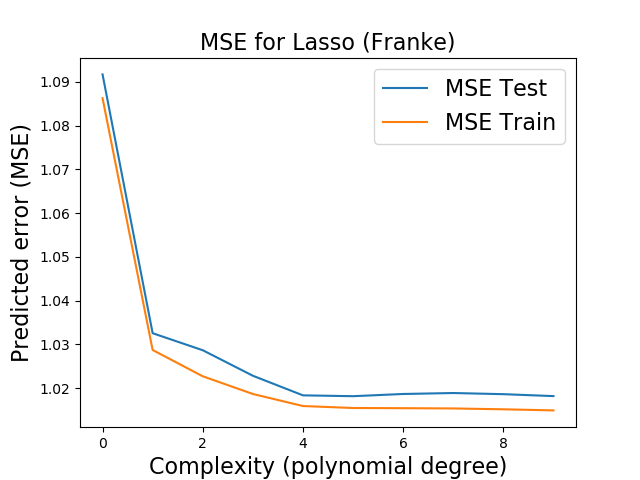 MSE for Lasso (Franke)
MSE Test
MSE Train
1.09
1.08
1.07
1.06
1.05
1.04
1.03
1.02
Predicted error (MSE)
0 2 4 6 8
Complexity (polynomial degree)